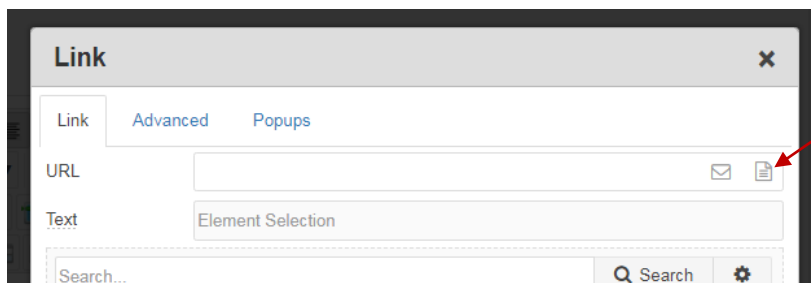 Link
Link Advanced Popups
URL
Text Element Selection
Search... Search